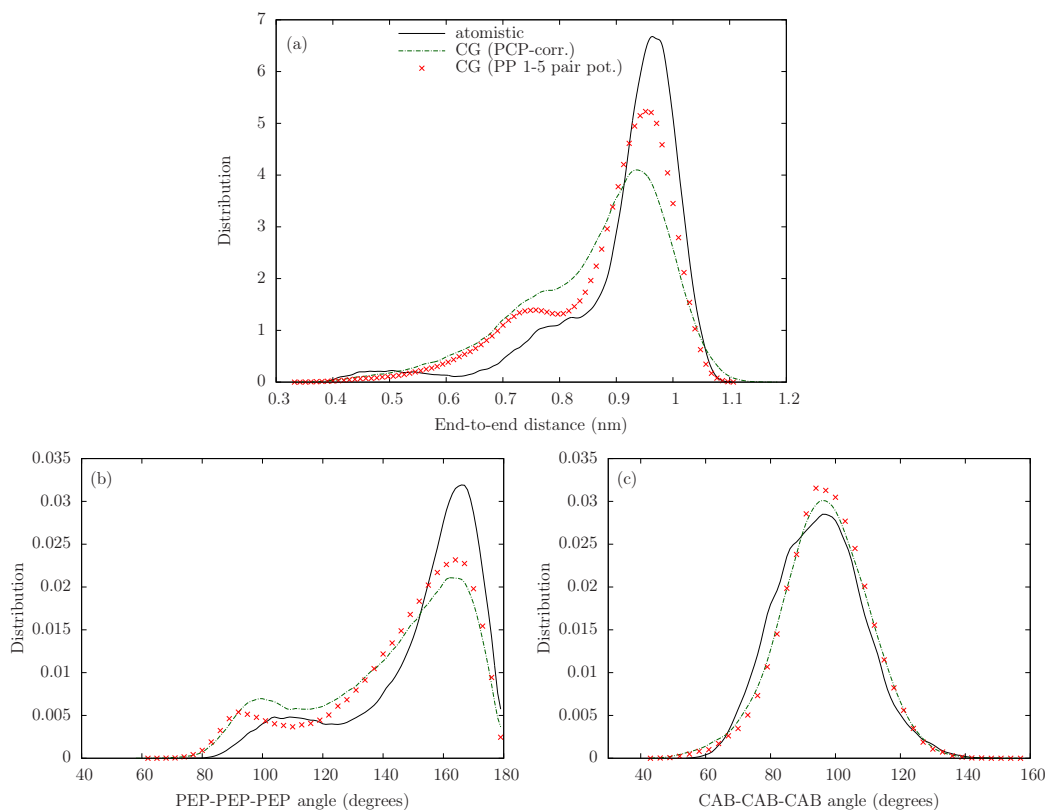 7
6
5
4
3
2
1
0
Distribution
(a)
atomistic
CG (PCP-corr.)
CG (PP 1-5 pair pot.)
0.3 0.4 0.5 0.6 0.7 0.8 0.9 1 1.1 1.2
End-to-end distance (nm)
0.035
0.03
0.025
0.02
0.015
0.01
0.005
0
Distribution
(b)
40 60 80 100 120 140 160 180
PEP-PEP-PEP angle (degrees)
0.035
0.03
0.025
0.02
0.015
0.01
0.005
0
Distribution
(c)
40 60 80 100 120 140 160
CAB-CAB-CAB angle (degrees)